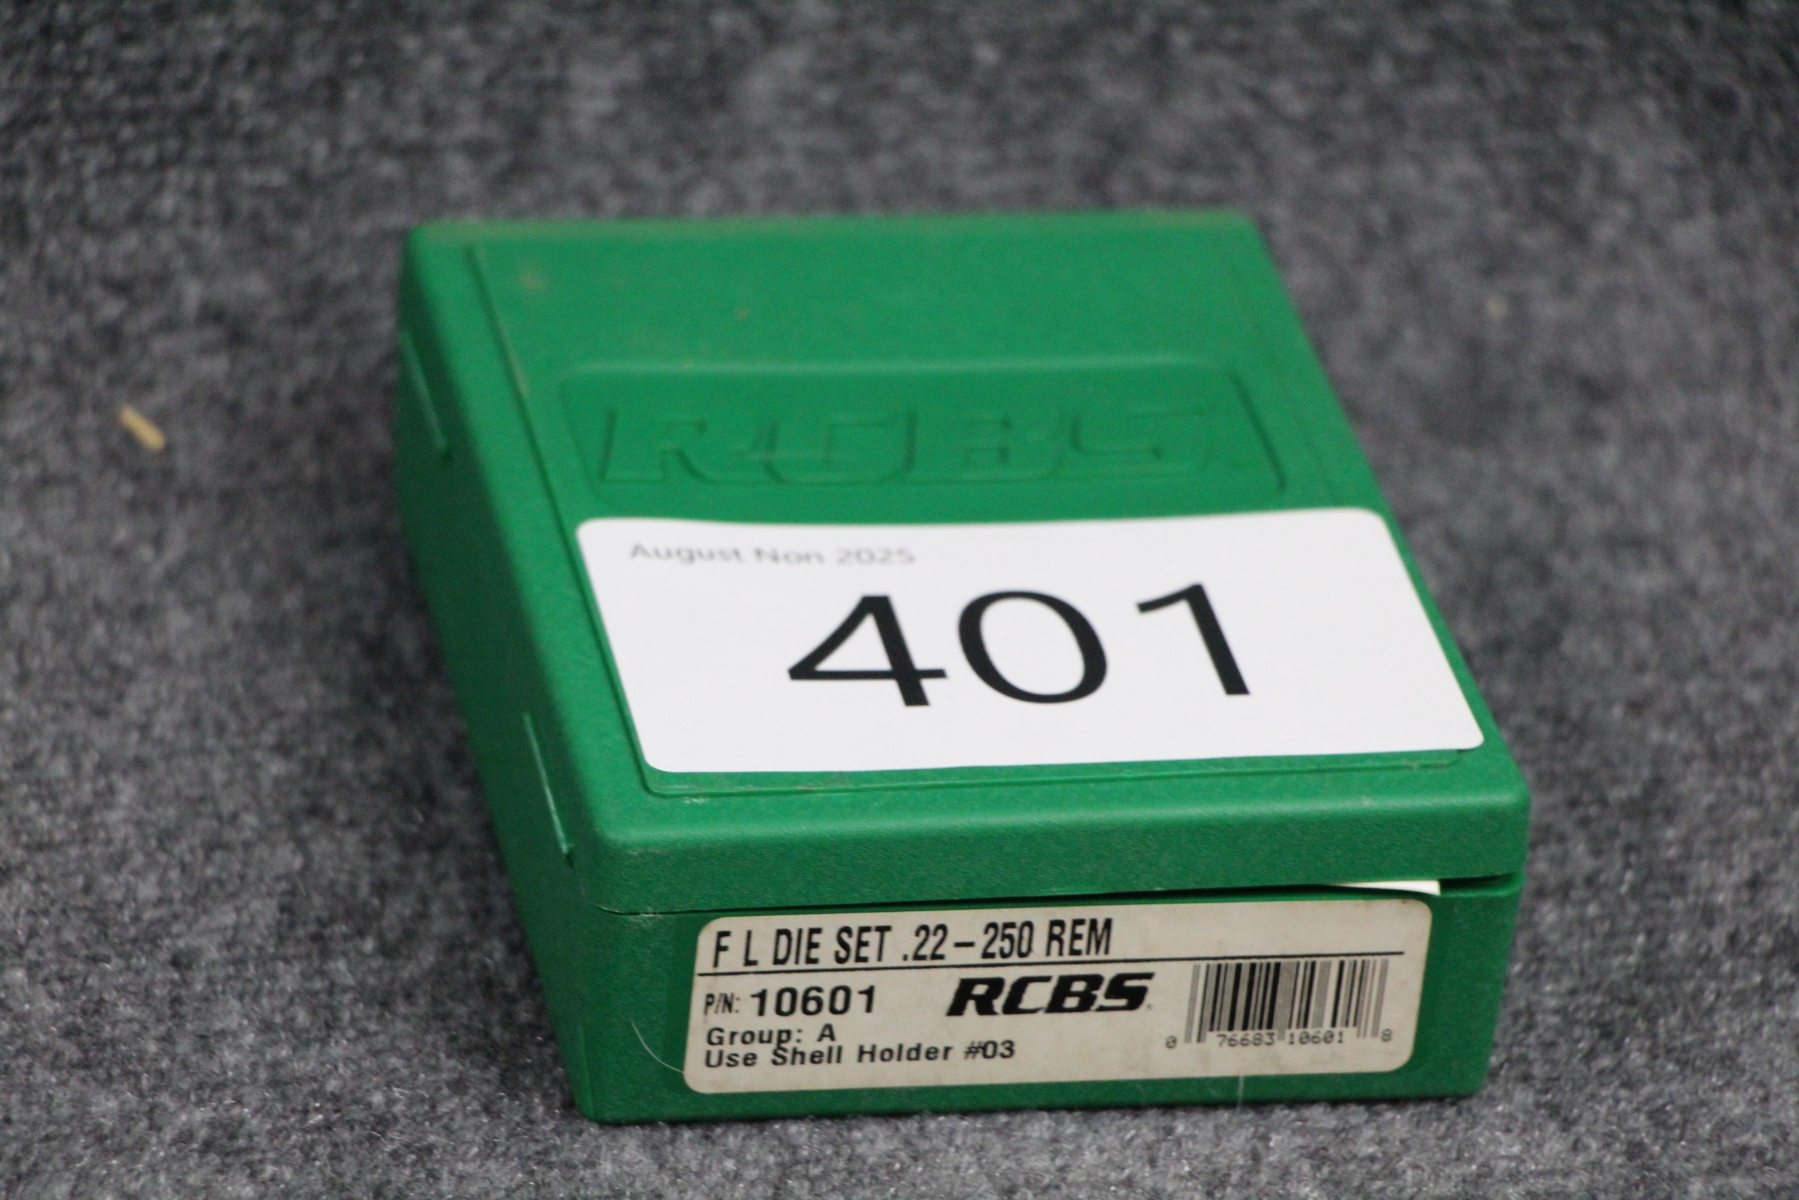 RCBS
August Non 2025
401
F L DIE SET .22-250 REM
P/N: 10601 RCBS
Group: A
Use Shell Holder #03
0 76683 10601 8